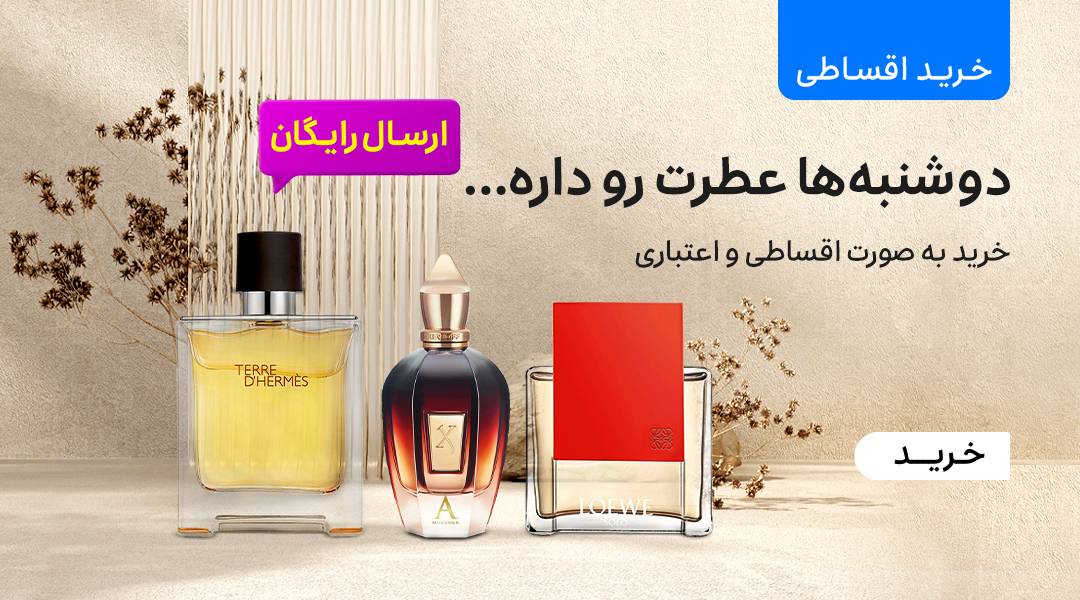 خرید اقساطی
ارسال رایگان
دوشنبه‌ها عطرت رو داره...
خرید به صورت اقساطی و اعتباری
خریـد
TERRE
D'HERMÈS
X
A
LOEWE